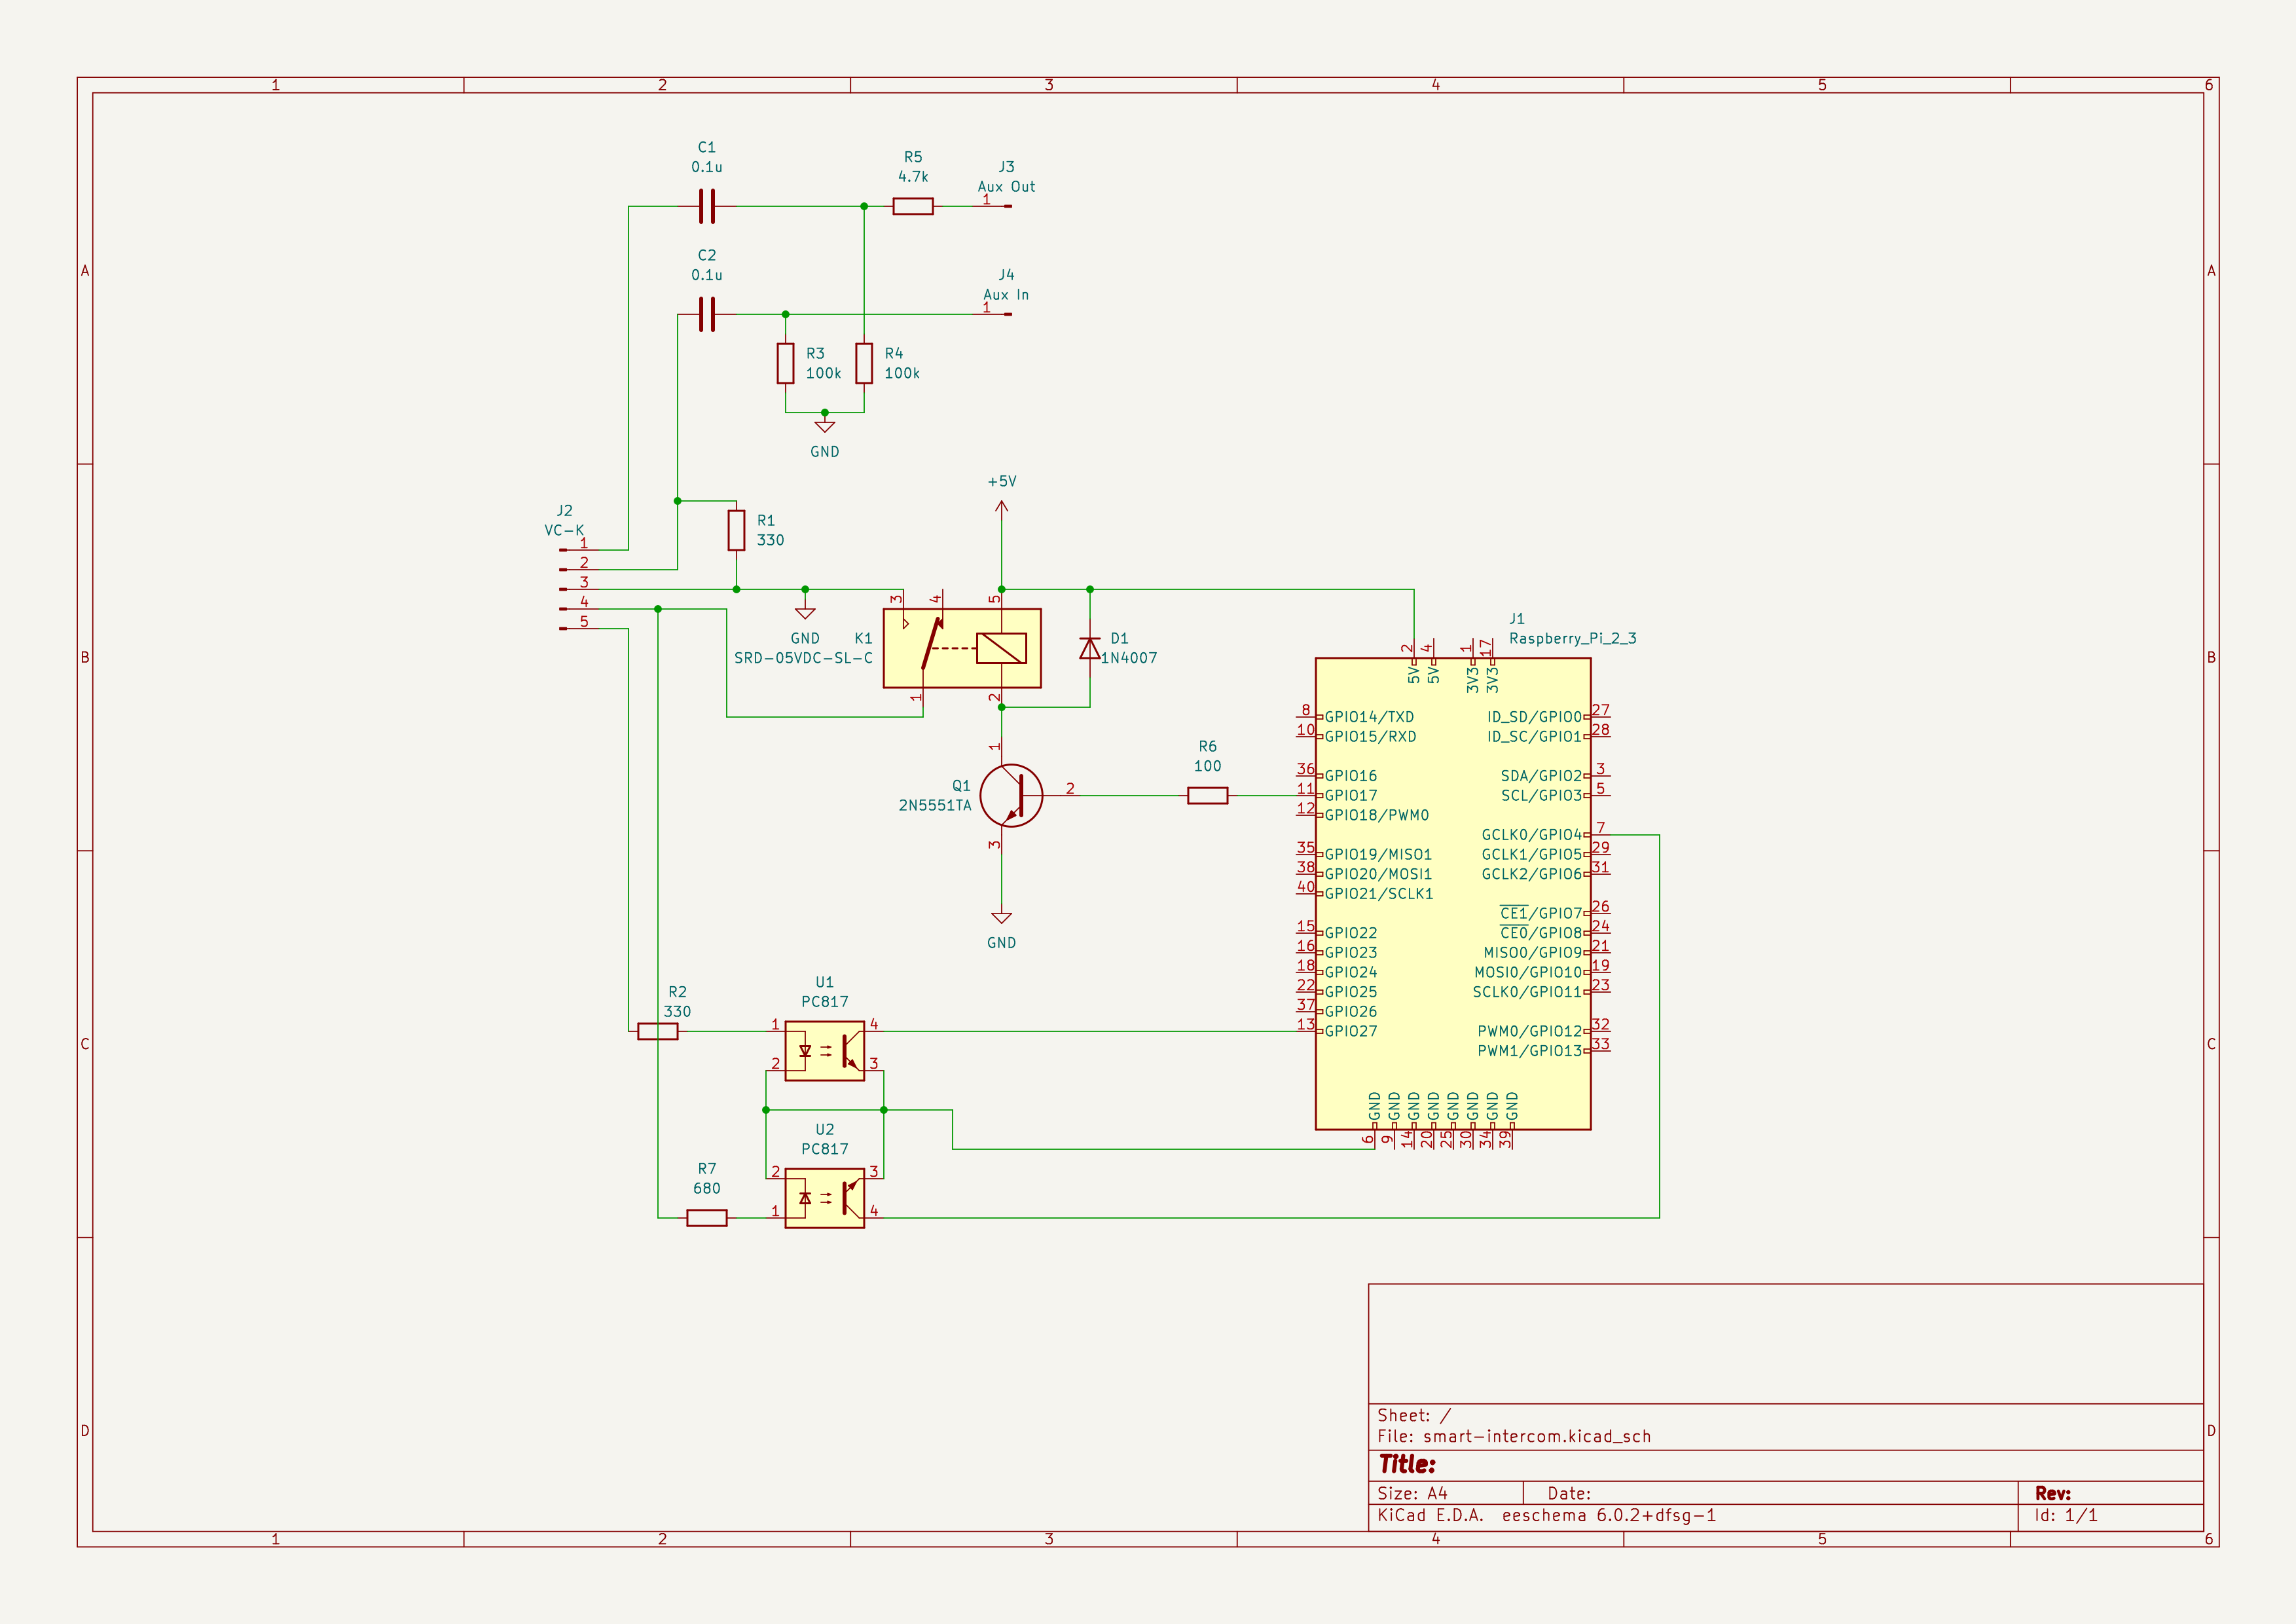 1 2 3 4 5 6
A A
C1
0.1u
R5
4.7k
J3
Aux Out
1
C2
0.1u
J4
Aux In
1
R3
100k
R4
100k
GND
+5V
J2
VC-K
1
2
3
4
5
R1
330
GND
K1
SRD-05VDC-SL-C
3
4
5
1
2
D1
1N4007
B B
J1
Raspberry_Pi_2_3
2 4 1 17
5V 5V 3V3 3V3
8 GPIO14/TXD ID_SD/GPIO0 27
10 GPIO15/RXD ID_SC/GPIO1 28
36 GPIO16 SDA/GPIO2 3
11 GPIO17 SCL/GPIO3 5
12 GPIO18/PWM0
GCLK0/GPIO4 7
35 GPIO19/MISO1 GCLK1/GPIO5 29
38 GPIO20/MOSI1 GCLK2/GPIO6 31
40 GPIO21/SCLK1
CE1/GPIO7 26
15 GPIO22 CE0/GPIO8 24
16 GPIO23 MISO0/GPIO9 21
18 GPIO24 MOSI0/GPIO10 19
22 GPIO25 SCLK0/GPIO11 23
37 GPIO26
13 GPIO27 PWM0/GPIO12 32
PWM1/GPIO13 33
GND GND GND GND GND GND GND GND
6 9 14 20 25 30 34 39
R6
100
Q1
2N5551TA
1
2
3
GND
R2
330
U1
PC817
1 4
2 3
C C
U2
PC817
2 3
1 4
R7
680
D D
Sheet: /
File: smart-intercom.kicad_sch
Title:
Size: A4 Date: Rev:
KiCad E.D.A. eeschema 6.0.2+dfsg-1 Id: 1/1
1 2 3 4 5 6